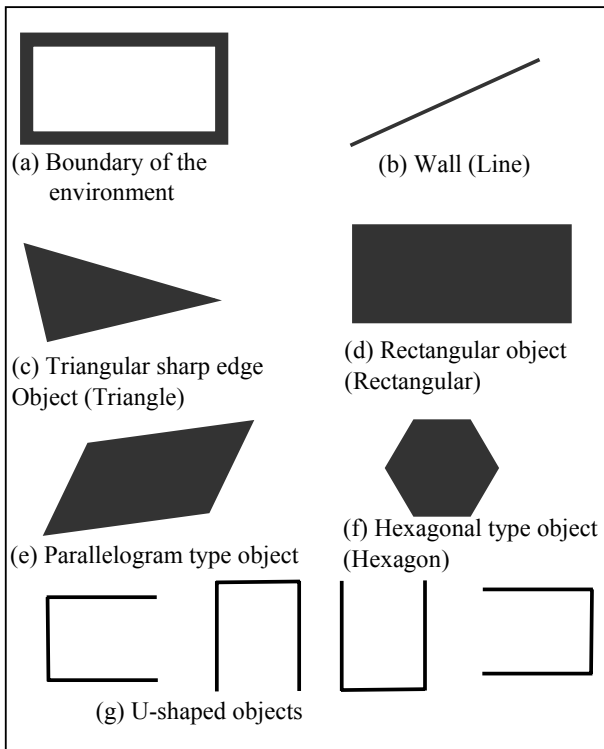 (a) Boundary of the
environment
(b) Wall (Line)
(c) Triangular sharp edge
Object (Triangle)
(d) Rectangular object
(Rectangular)
(e) Parallelogram type object
(f) Hexagonal type object
(Hexagon)
(g) U-shaped objects